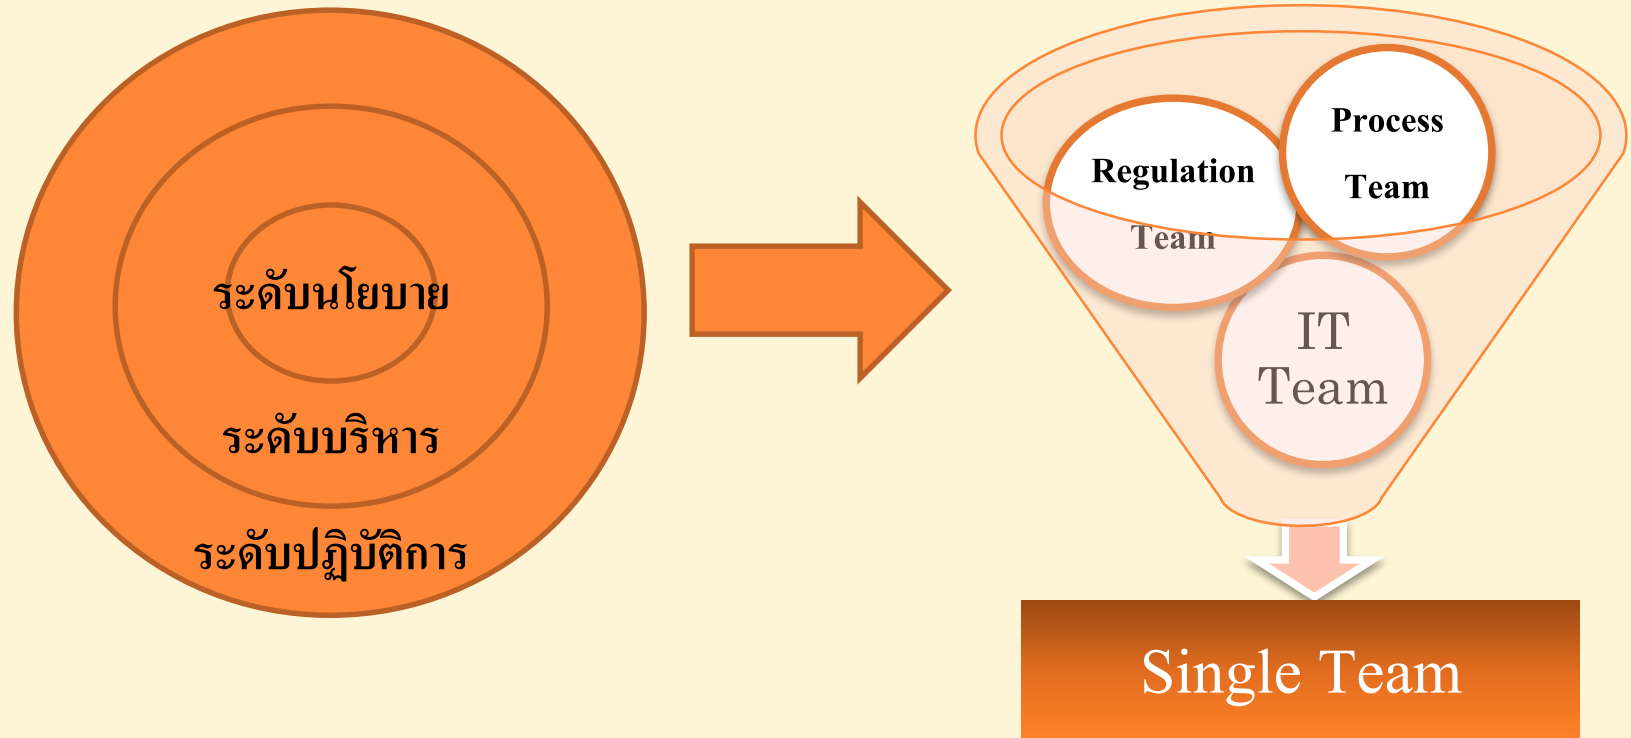 ระดับนโยบาย
ระดับบริหาร
ระดับปฏิบัติการ
Regulation
Team
Process
Team
IT
Team
Single Team